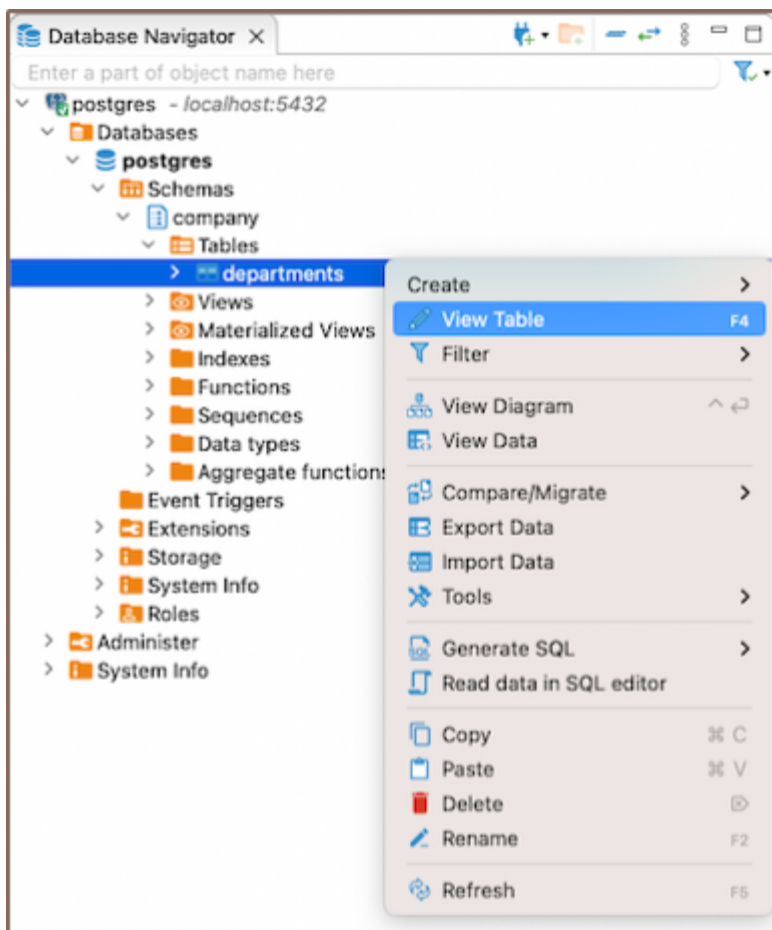 Database Navigator
Enter a part of object name here
postgres - localhost:5432
Databases
postgres
Schemas
company
Tables
departments
Views
Materialized Views
Indexes
Functions
Sequences
Data types
Aggregate functions
Event Triggers
Extensions
Storage
System Info
Roles
Administer
System Info
Create
View Table F4
Filter
View Diagram ^ ⏎
View Data
Compare/Migrate
Export Data
Import Data
Tools
Generate SQL
Read data in SQL editor
Copy ⌘ C
Paste ⌘ V
Delete ⌦
Rename F2
Refresh F5